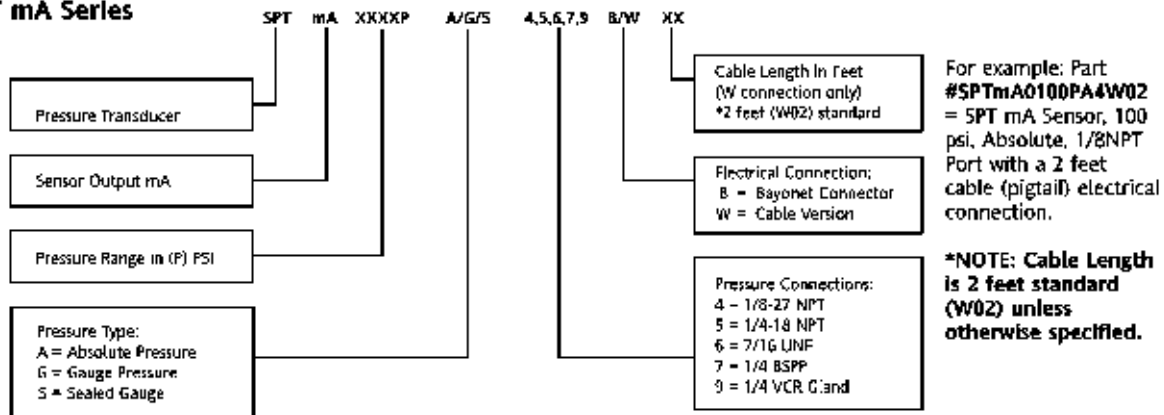 mA Series
SPT mA XXXXP A/G/S 4,5,6,7,9 B/W XX
Pressure Transducer
Sensor Output mA
Pressure Range in (P) PSI
Pressure Type:
A = Absolute Pressure
G = Gauge Pressure
S = Sealed Gauge
Cable Length In Feet
(W connection only)
*2 feet (W02) standard
Electrical Connection:
B = Bayonet Connector
W = Cable Version
Pressure Connections:
4 – 1/8-27 NPT
5 = 1/4-18 NPT
6 = 7/16 UNF
7 = 1/4 BSPP
9 = 1/4 VCR Gland
For example: Part
#SPTmA0100PA4W02
= SPT mA Sensor, 100
psi, Absolute, 1/8NPT
Port with a 2 feet
cable (pigtail) electrical
connection.
*NOTE: Cable Length
is 2 feet standard
(W02) unless
otherwise specified.